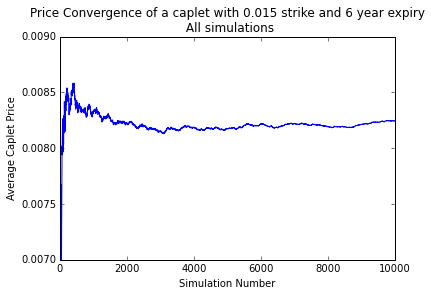 Price Convergence of a caplet with 0.015 strike and 6 year expiry
All simulations
0.0090
0.0085
0.0080
0.0075
0.0070
Average Caplet Price
0 2000 4000 6000 8000 10000
Simulation Number